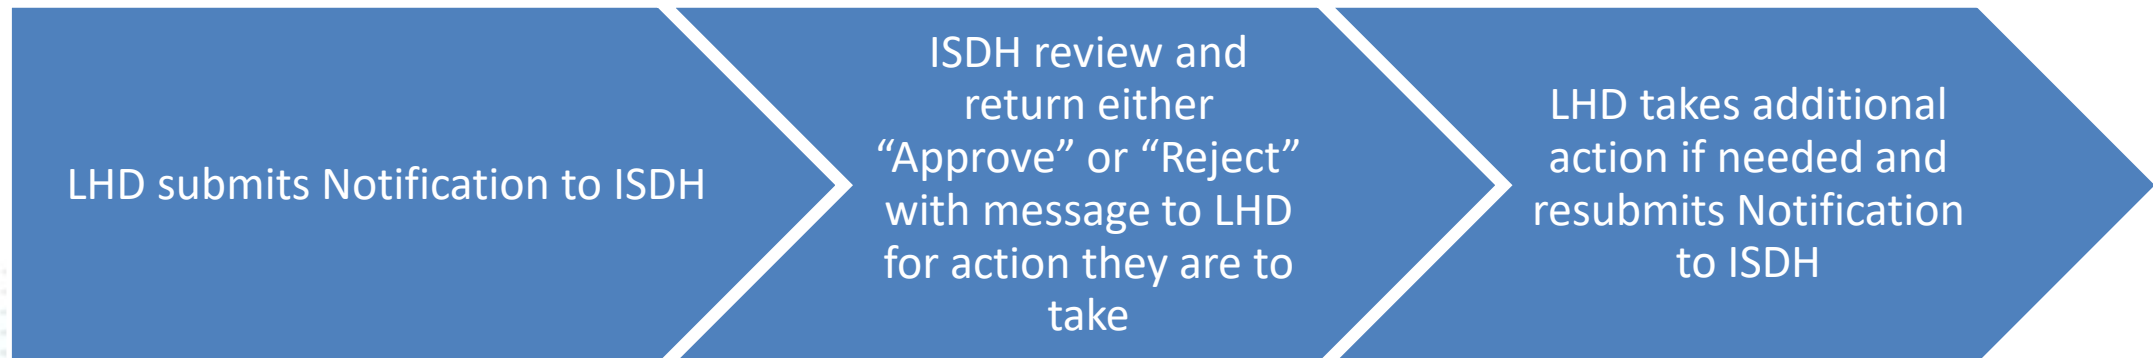 LHD submits Notification to ISDH
ISDH review and
return either
“Approve” or “Reject”
with message to LHD
for action they are to
take
LHD takes additional
action if needed and
resubmits Notification
to ISDH